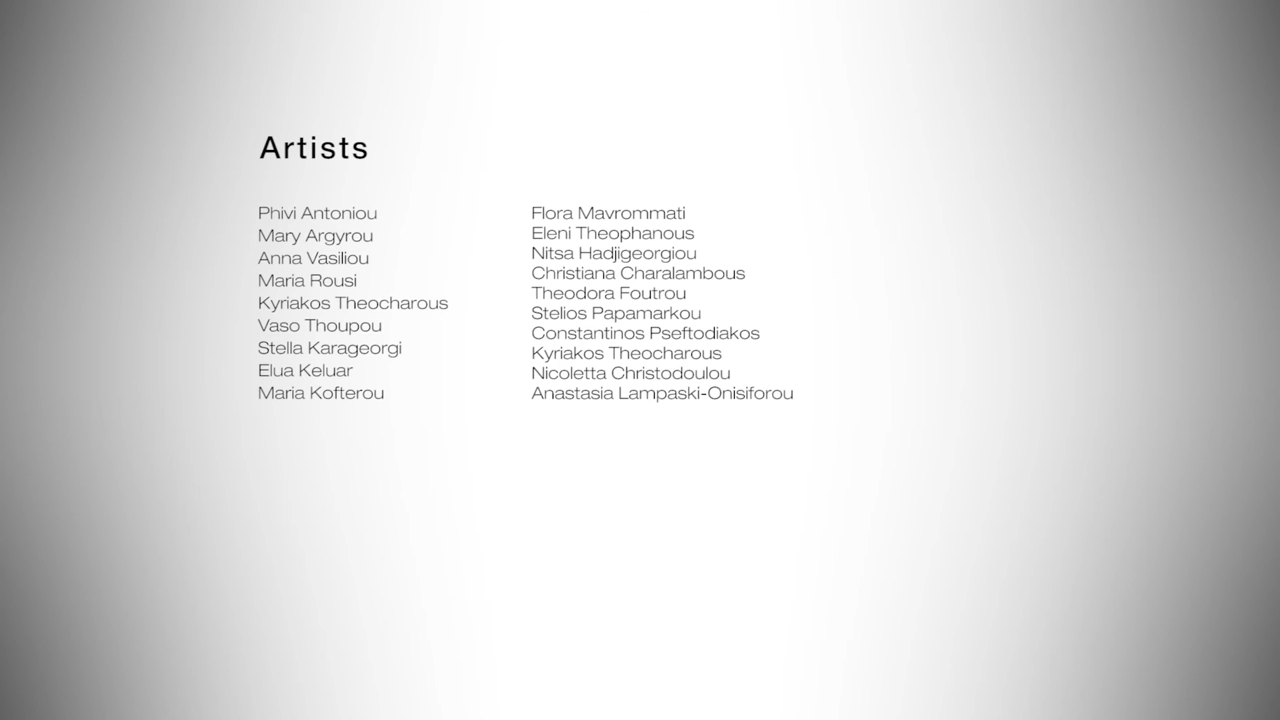 Artists
Phivi Antoniou
Mary Argyrou
Anna Vasiliou
Maria Rousi
Kyriakos Theocharous
Vaso Thoupou
Stella Karageorgi
Elua Keluar
Maria Kofterou
Flora Mavrommati
Eleni Theophanous
Nitsa Hadjigeorgiou
Christiana Charalambous
Theodora Foutrou
Stelios Papamarkou
Constantinos Pseftodiakos
Kyriakos Theocharous
Nicoletta Christodoulou
Anastasia Lampaski-Onisiforou